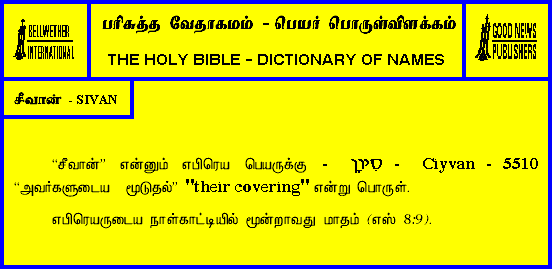 BELLWETHER
INTERNATIONAL
பரிசுத்த வேதாகமம் - பெயர் பொருள்விளக்கம்
THE HOLY BIBLE - DICTIONARY OF NAMES
GOOD NEWS
PUBLISHERS
சீவான் - SIVAN
“சீவான்” என்னும் எபிரெய பெயருக்கு - סִיוָן - Ciyvan - 5510
“அவர்களுடைய மூடுதல்” "their covering" என்று பொருள்.
எபிரெயருடைய நாள்காட்டியில் மூன்றாவது மாதம் (எஸ் 8:9).